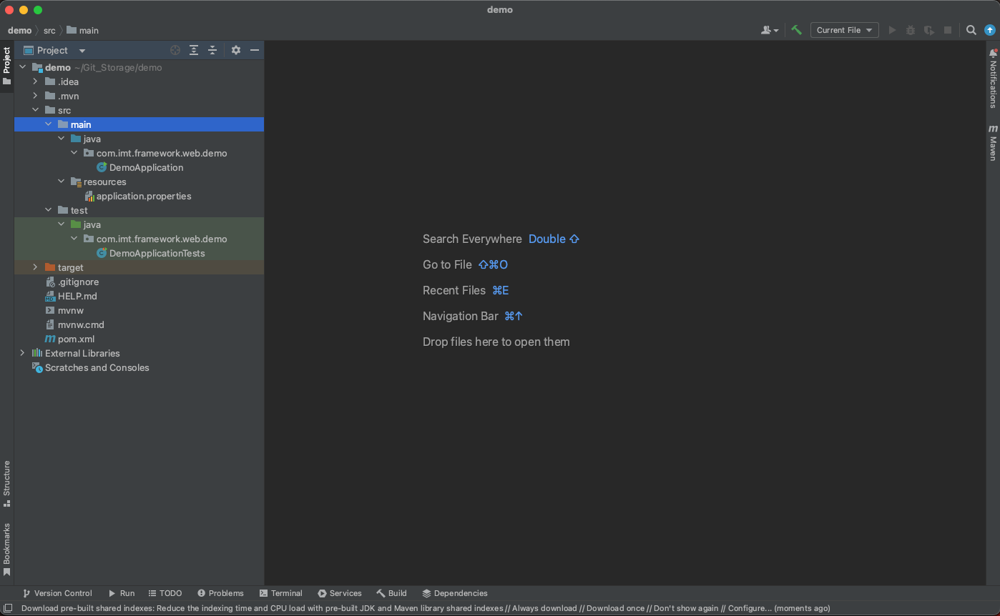 demo
demo
src
main
Current File
Project
Project
demo ~/Git_Storage/demo
.idea
.mvn
src
main
java
com.imt.framework.web.demo
DemoApplication
resources
application.properties
test
java
com.imt.framework.web.demo
DemoApplicationTests
target
.gitignore
HELP.md
mvnw
mvnw.cmd
pom.xml
External Libraries
Scratches and Consoles
Search Everywhere Double ⇧
Go to File ⇧⌘O
Recent Files ⌘E
Navigation Bar ⌘↑
Drop files here to open them
Notifications
Maven
Structure
Bookmarks
Version Control Run TODO Problems Terminal Services Build Dependencies
Download pre-built shared indexes: Reduce the indexing time and CPU load with pre-built JDK and Maven library shared indexes // Always download // Download once // Don't show again // Configure... (moments ago)